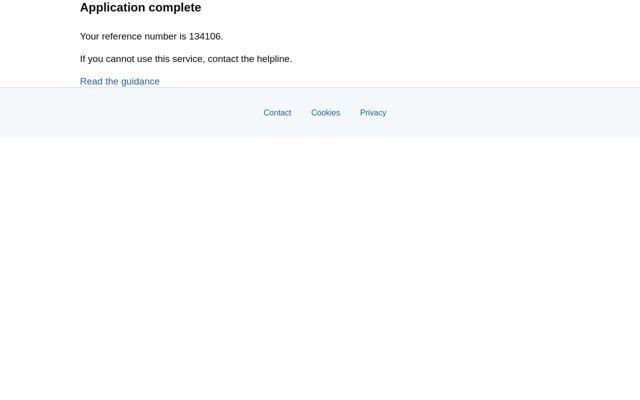 Application complete
Your reference number is 134106.
If you cannot use this service, contact the helpline.
Read the guidance
Contact Cookies Privacy